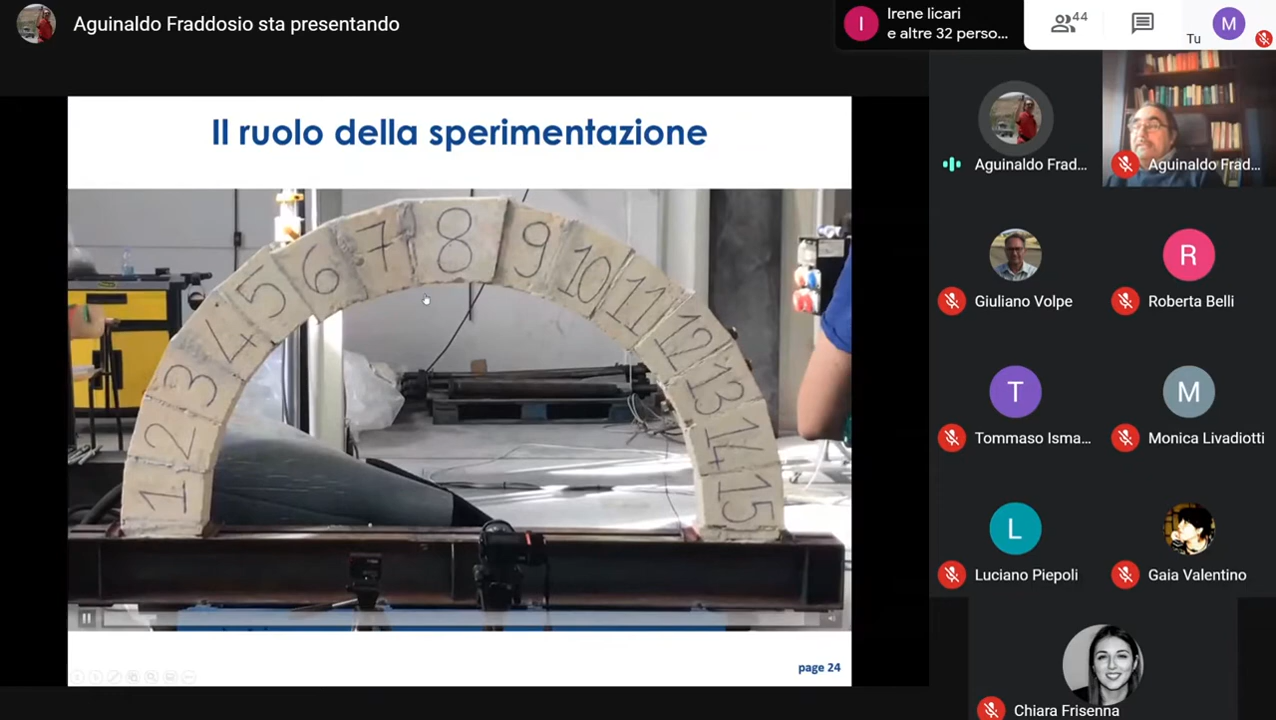 Aguinaldo Fraddosio sta presentando
Irene licari
e altre 32 perso...
44
Tu
M
I
Il ruolo della sperimentazione
1
2
3
4
5
6
7
8
9
10
11
12
13
14
15
page 24
Aguinaldo Frad...
Aguinaldo Frad...
Giuliano Volpe
R
Roberta Belli
T
Tommaso Isma...
M
Monica Livadiotti
L
Luciano Piepoli
Gaia Valentino
Chiara Frisenna